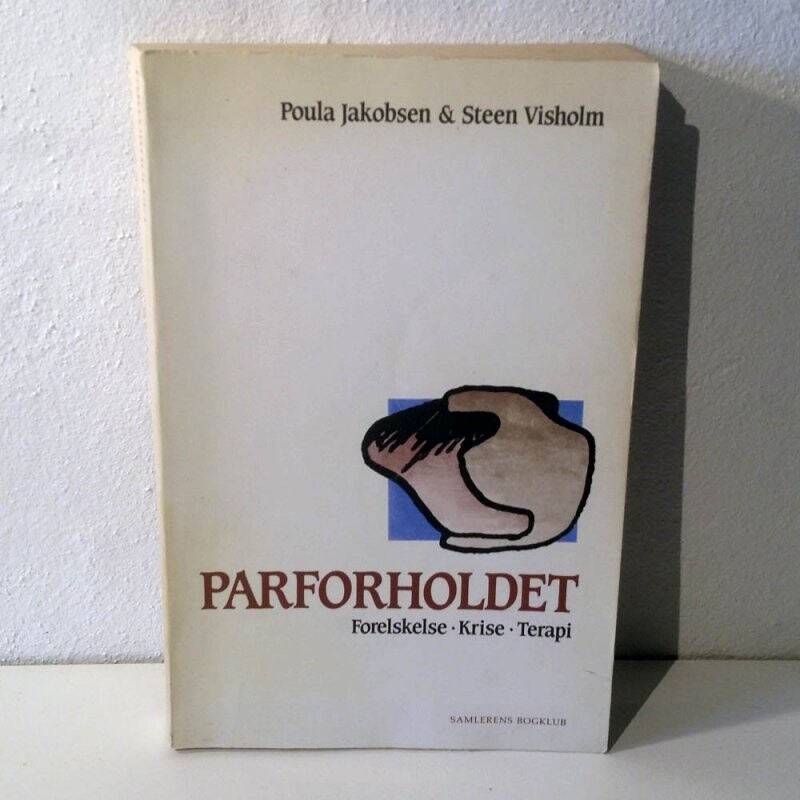 Poula Jakobsen & Steen Visholm
PARFORHOLDET
Forelskelse · Krise · Terapi
SAMLERENS BOGKLUB